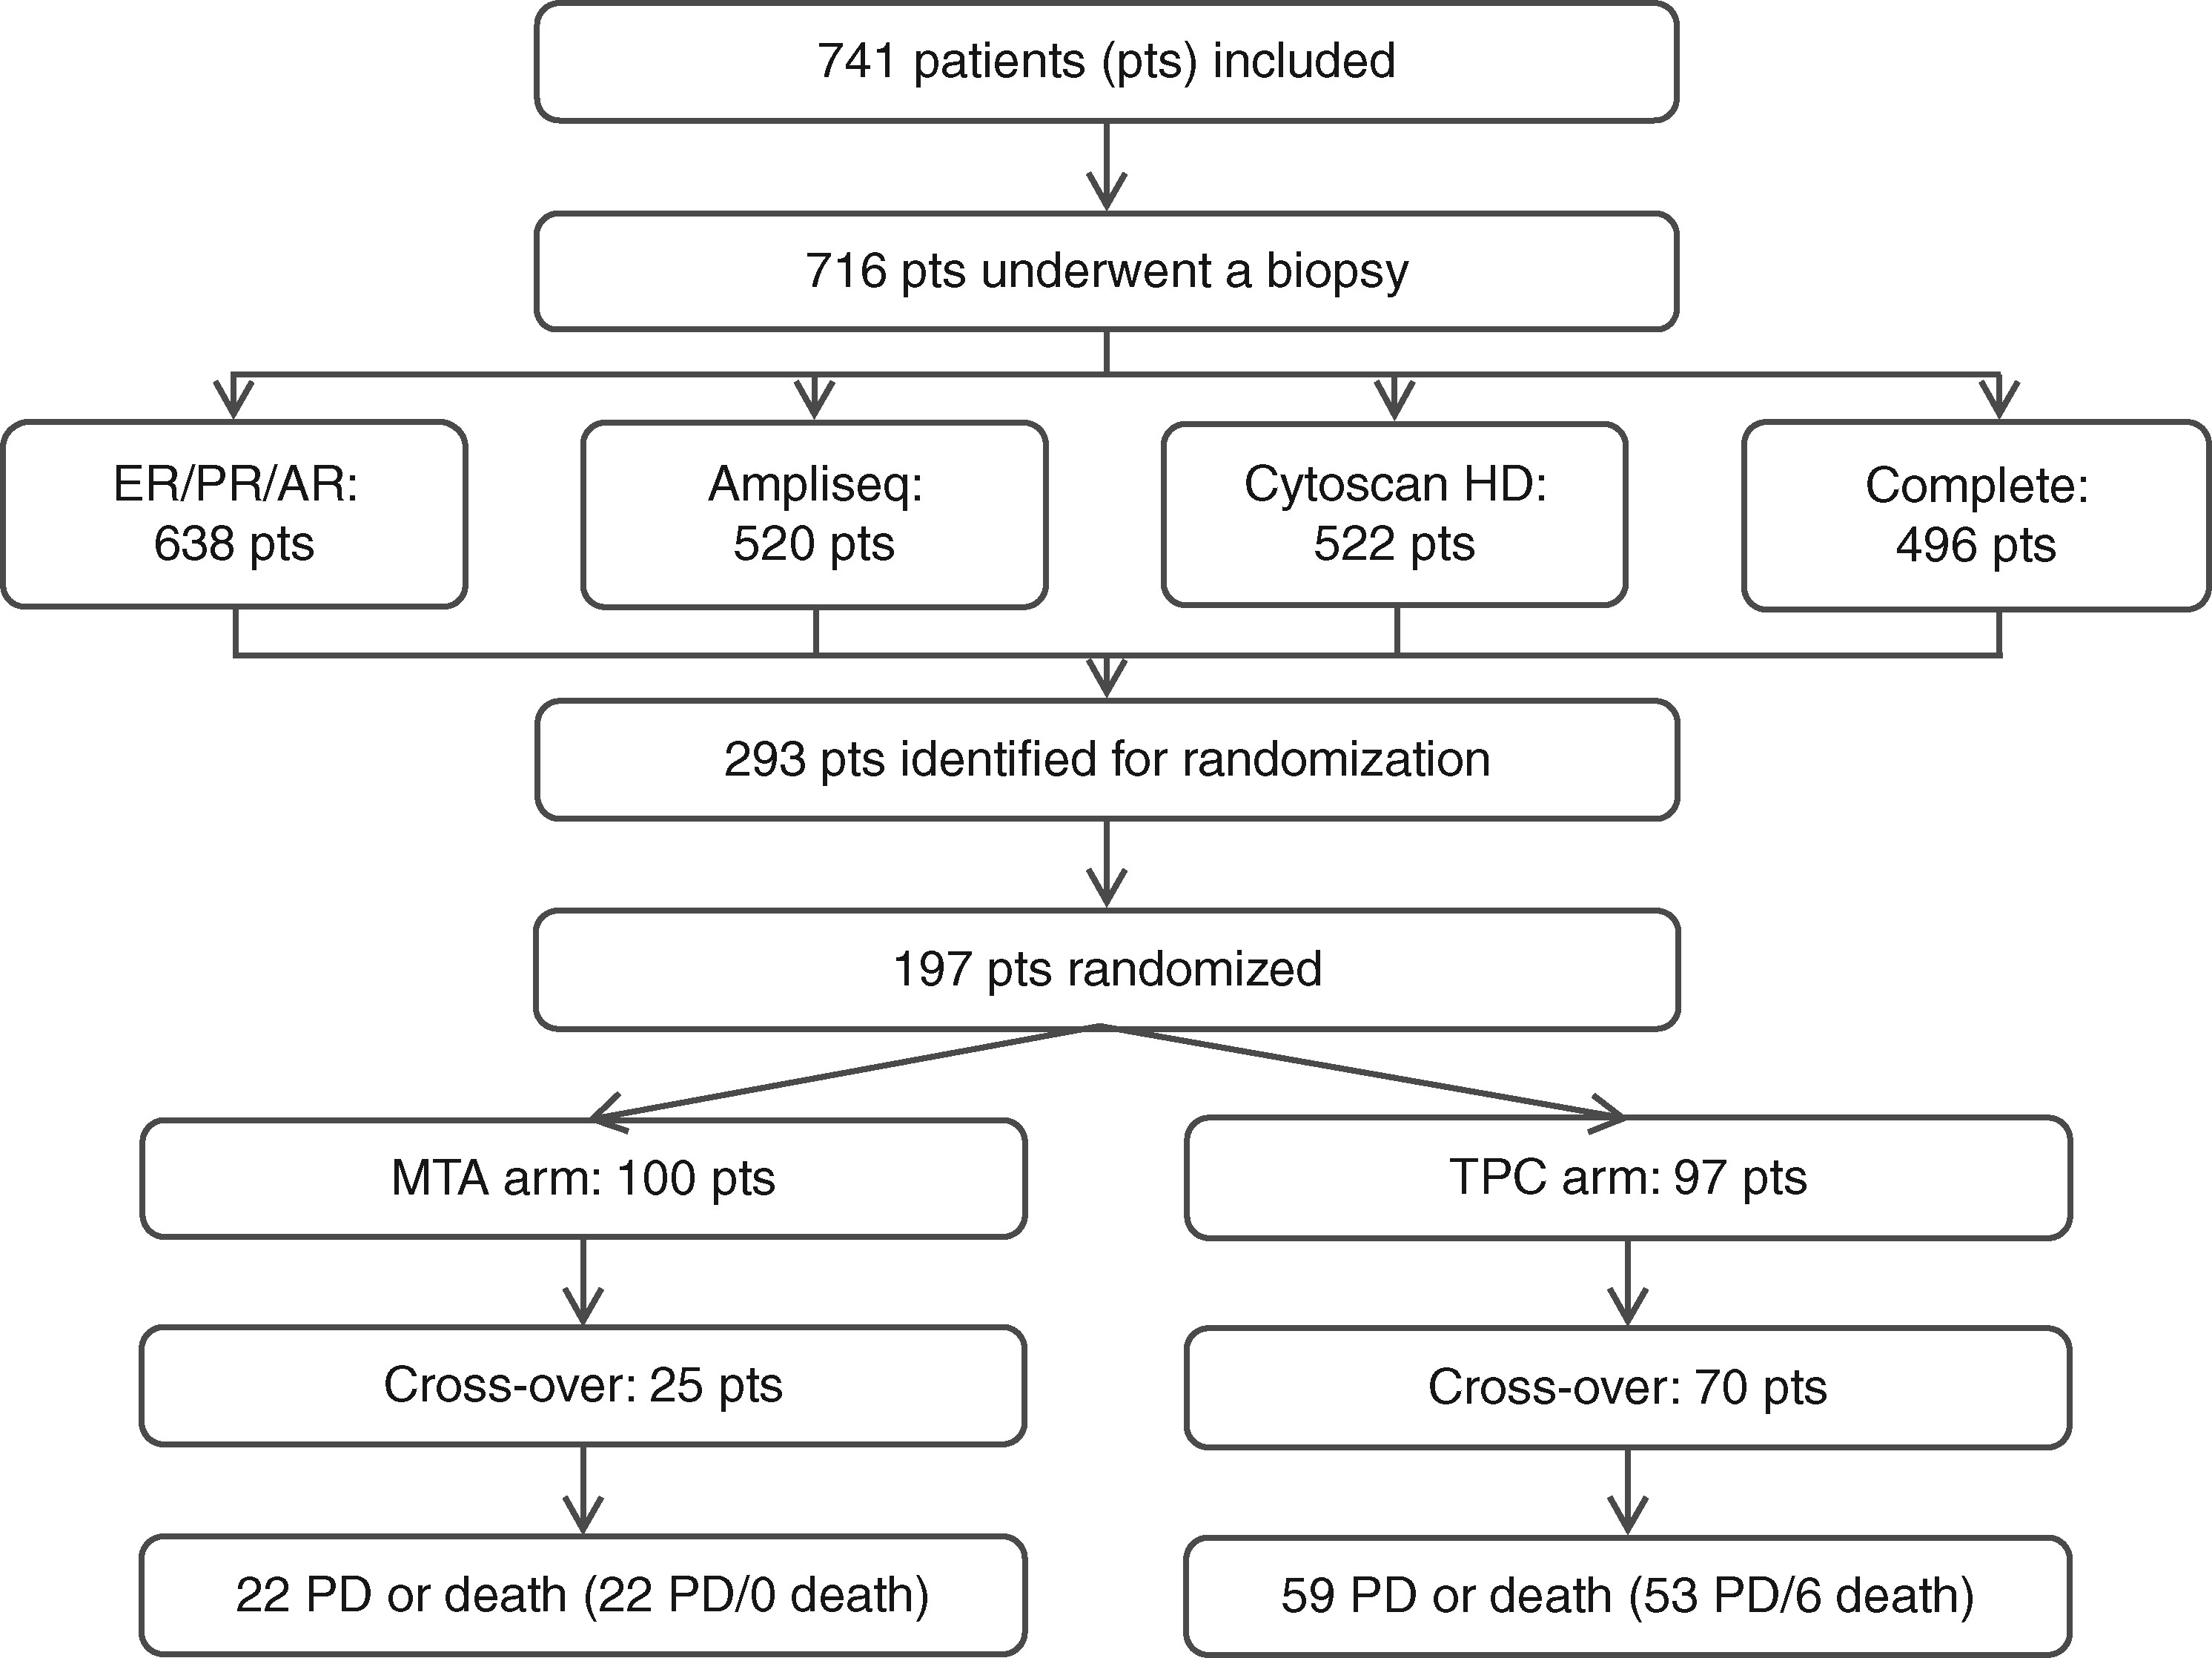 741 patients (pts) included
716 pts underwent a biopsy
ER/PR/AR:
638 pts
Ampliseq:
520 pts
Cytoscan HD:
522 pts
Complete:
496 pts
293 pts identified for randomization
197 pts randomized
MTA arm: 100 pts
TPC arm: 97 pts
Cross-over: 25 pts
Cross-over: 70 pts
22 PD or death (22 PD/0 death)
59 PD or death (53 PD/6 death)